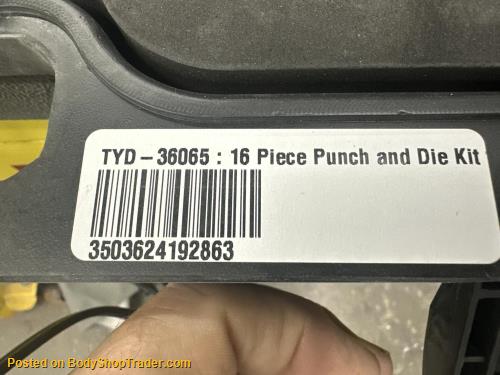 TYD - 36065 : 16 Piece Punch and Die Kit
3503624192863
Posted on BodyShopTrader.com